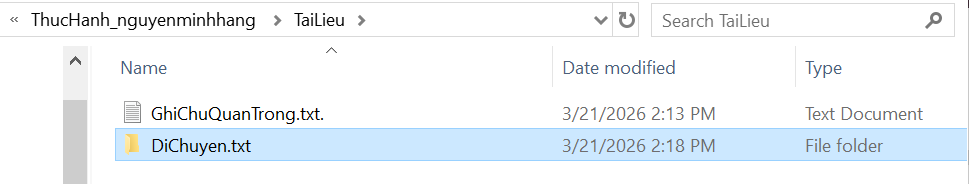 « ThucHanh_nguyenminhhang > TaiLieu > Search TaiLieu
Name Date modified Type
GhiChuQuanTrong.txt. 3/21/2026 2:13 PM Text Document
DiChuyen.txt 3/21/2026 2:18 PM File folder